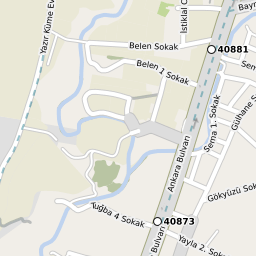 Yazır Küme Ev
İstiklal C
Bayr
Belen Sokak
40881
Belen 1 Sokak
Gülhane S
Sema 1. Sokak
Ankara Bulvarı
Gökyüzü Sok
Tuğba 4 Sokak
40873
Bulvarı
Yayla 2. Sok